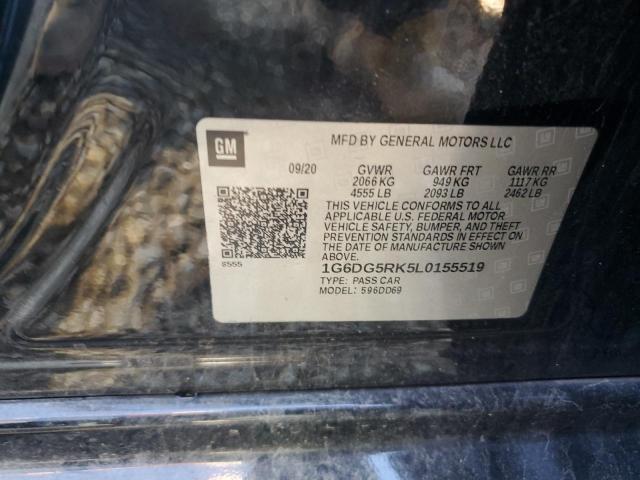 GM
MFD BY GENERAL MOTORS LLC
09/20 GVWR GAWR FRT GAWR RR
2066 KG 949 KG 1117 KG
4555 LB 2093 LB 2462 LB
THIS VEHICLE CONFORMS TO ALL
APPLICABLE U.S. FEDERAL MOTOR
VEHICLE SAFETY, BUMPER, AND THEFT
PREVENTION STANDARDS IN EFFECT ON
THE DATE OF MANUFACTURE SHOWN ABOVE.
8555
1G6DG5RK5L0155519
TYPE: PASS CAR
MODEL: 596DD69